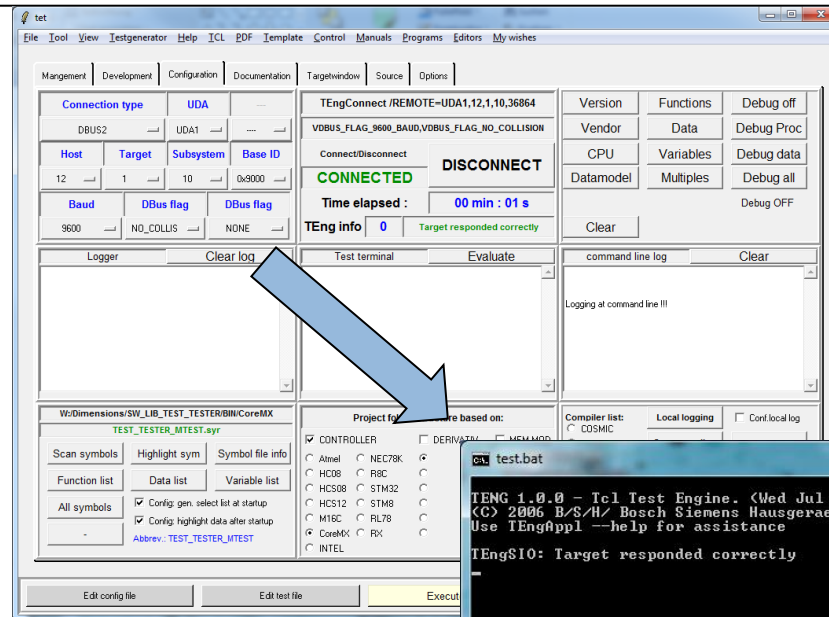 tet
File Tool View Testgenerator Help TCL PDF Template Control Manuals Programs Editors My wishes
Mangement Development Configuration Documentation Targetwindow Source Options
Connection type UDA ----
DBUS2 UDA1 ----
Host Target Subsystem Base ID
12 1 10 0x9000
Baud DBus flag DBus flag
9600 NO_COLLIS NONE
TEngConnect /REMOTE=UDA1,12,1,10,36864
VDBUS_FLAG_9600_BAUD,VDBUS_FLAG_NO_COLLISION
Connect/Disconnect
CONNECTED DISCONNECT
Time elapsed : 00 min : 01 s
TEng info 0 Target responded correctly
Version Functions Debug off
Vendor Data Debug Proc
CPU Variables Debug data
Datamodel Multiples Debug all
Debug OFF
Clear
Logger Clear log
Test terminal Evaluate
command line log Clear
Logging at command line !!!
W:/Dimensions/SW_LIB_TEST_TESTER/BIN/CoreMX
TEST_TESTER_MTEST.syr
Scan symbols Highlight sym Symbol file info
Function list Data list Variable list
All symbols Config: gen. select list at startup
Config: highlight data after startup
- Abbrev.: TEST_TESTER_MTEST
Project fol re based on:
CONTROLLER DERIVATIV MEM MOD
Atmel NEC78K
HC08 R8C
HCS08 STM32
HCS12 STM8
M16C RL78
CoreMX RX
INTEL
Compiler list: Local logging Conf.local log
COSMIC
test.bat
TENG 1.0.0 - Tcl Test Engine. (Wed Jul
(C) 2006 B/S/H/ Bosch Siemens Hausgerae
Use TEngAppl --help for assistance
TEngSIO: Target responded correctly
Edit config file Edit test file Execut